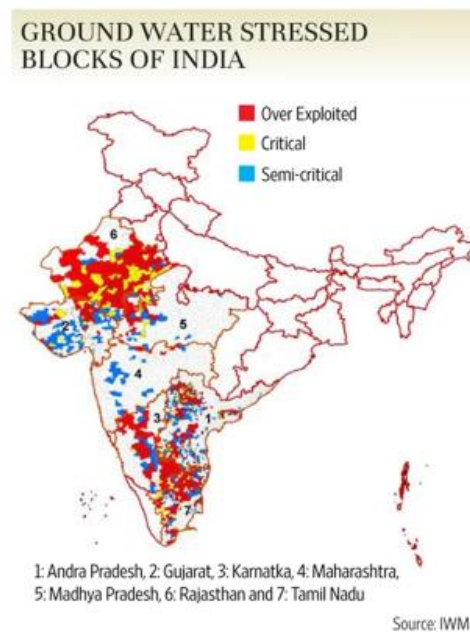 GROUND WATER STRESSED
BLOCKS OF INDIA
Over Exploited
Critical
Semi-critical
6
2
5
4
3
1
7
1: Andra Pradesh, 2: Gujarat, 3: Karnatka, 4: Maharashtra,
5: Madhya Pradesh, 6: Rajasthan and 7: Tamil Nadu
Source: IWM